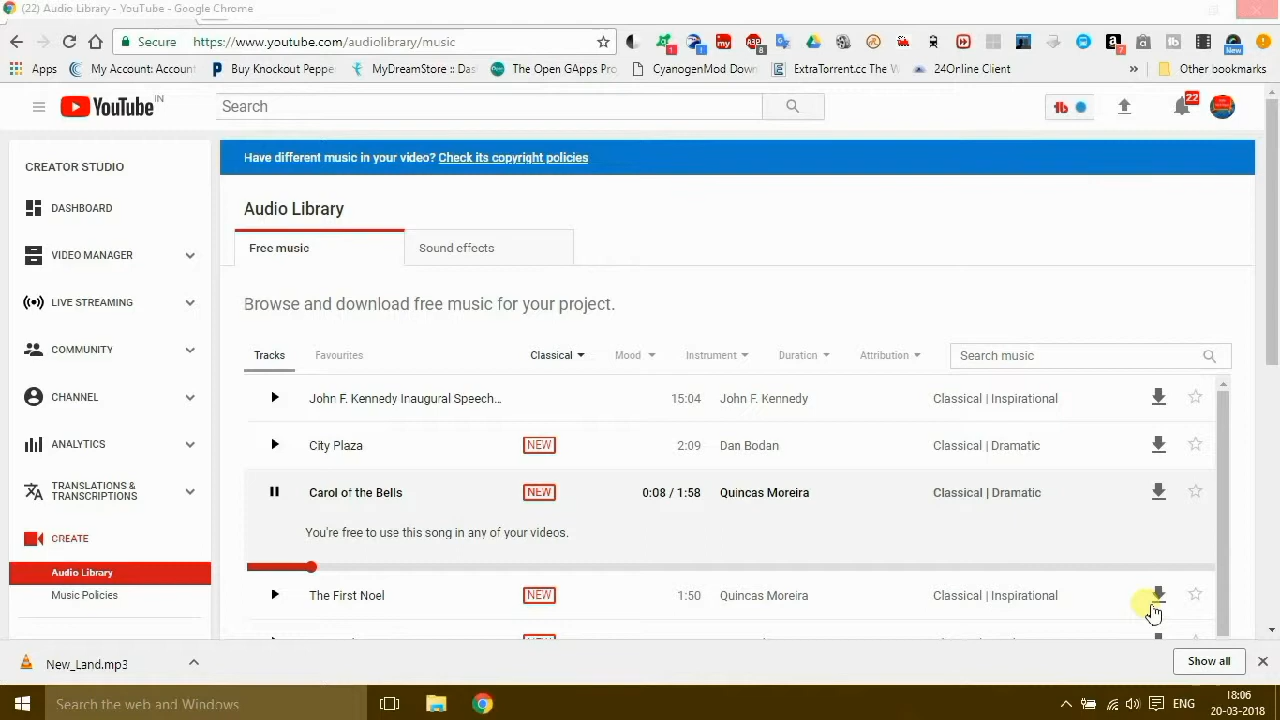 (22) Audio Library - YouTube - Google Chrome
Secure https://www.youtube.com/audiolibrary/music
Apps My Account: Account Buy Knockout Peppe MyDreamStore :: Das The Open GApps Pro CyanogenMod Down ExtraTorrent.cc The W 24Online Client » Other bookmarks
YouTube IN Search 22
CREATOR STUDIO
DASHBOARD
VIDEO MANAGER
LIVE STREAMING
COMMUNITY
CHANNEL
ANALYTICS
TRANSLATIONS &
TRANSCRIPTIONS
CREATE
Audio Library
Music Policies
Have different music in your video? Check its copyright policies
Audio Library
Free music Sound effects
Browse and download free music for your project.
Tracks Favourites Classical Mood Instrument Duration Attribution Search music
John F. Kennedy Inaugural Speech... 15:04 John F. Kennedy Classical | Inspirational
City Plaza NEW 2:09 Dan Bodan Classical | Dramatic
Carol of the Bells NEW 0:08 / 1:58 Quincas Moreira Classical | Dramatic
You're free to use this song in any of your videos.
The First Noel NEW 1:50 Quincas Moreira Classical | Inspirational
New_Land.mp3 Show all
Search the web and Windows ENG 18:06
20-03-2018